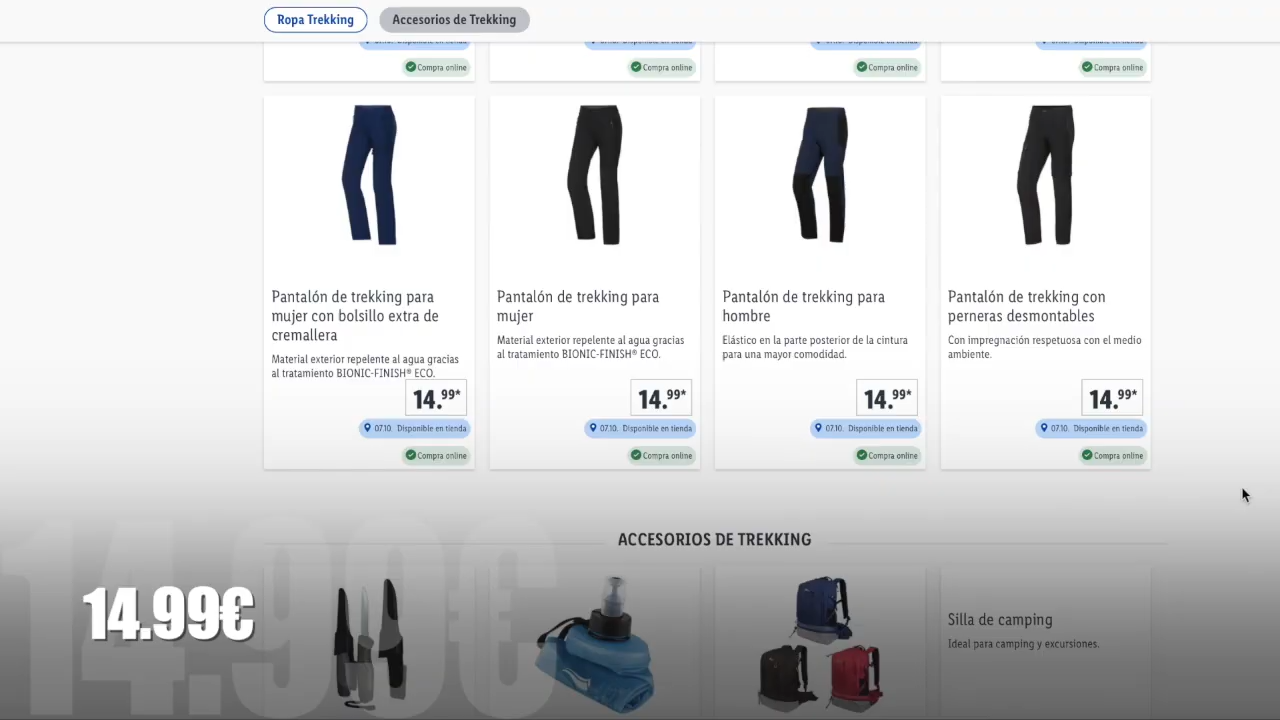 Ropa Trekking
Accesorios de Trekking
Compra online
Compra online
Compra online
Compra online
Pantalón de trekking para
mujer con bolsillo extra de
cremallera
Material exterior repelente al agua gracias
al tratamiento BIONIC-FINISH® ECO.
14.99*
07.10. Disponible en tienda
Compra online
Pantalón de trekking para
mujer
Material exterior repelente al agua gracias
al tratamiento BIONIC-FINISH® ECO.
14.99*
07.10. Disponible en tienda
Compra online
Pantalón de trekking para
hombre
Elástico en la parte posterior de la cintura
para una mayor comodidad.
14.99*
07.10. Disponible en tienda
Compra online
Pantalón de trekking con
perneras desmontables
Con impregnación respetuosa con el medio
ambiente.
14.99*
07.10. Disponible en tienda
Compra online
ACCESORIOS DE TREKKING
14.99€
Silla de camping
Ideal para camping y excursiones.